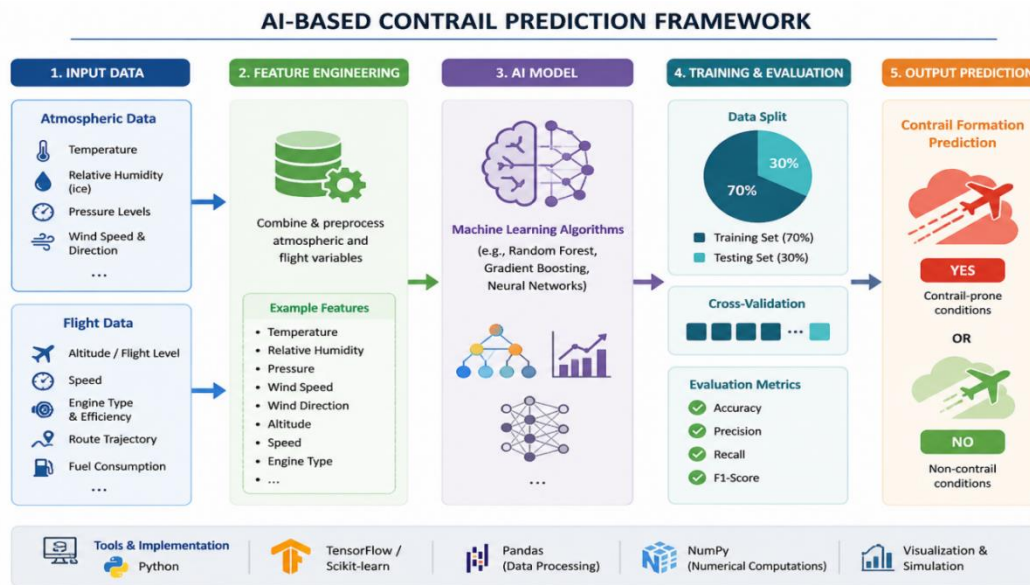 AI-BASED CONTRAIL PREDICTION FRAMEWORK
1. INPUT DATA
Atmospheric Data
Temperature
Relative Humidity
(ice)
Pressure Levels
Wind Speed &
Direction
...
Flight Data
Altitude / Flight Level
Speed
Engine Type
& Efficiency
Route Trajectory
Fuel Consumption
...
2. FEATURE ENGINEERING
Combine & preprocess
atmospheric and
flight variables
Example Features
• Temperature
• Relative Humidity
• Pressure
• Wind Speed
• Wind Direction
• Altitude
• Speed
• Engine Type
• ...
3. AI MODEL
Machine Learning Algorithms
(e.g., Random Forest,
Gradient Boosting,
Neural Networks)
...
4. TRAINING & EVALUATION
Data Split
30%
70%
Training Set (70%)
Testing Set (30%)
Cross-Validation
...
Evaluation Metrics
Accuracy
Precision
Recall
F1-Score
5. OUTPUT PREDICTION
Contrail Formation
Prediction
YES
Contrail-prone
conditions
OR
NO
Non-contrail
conditions
Tools & Implementation
Python
TensorFlow /
Scikit-learn
Pandas
(Data Processing)
NumPy
(Numerical Computations)
Visualization &
Simulation